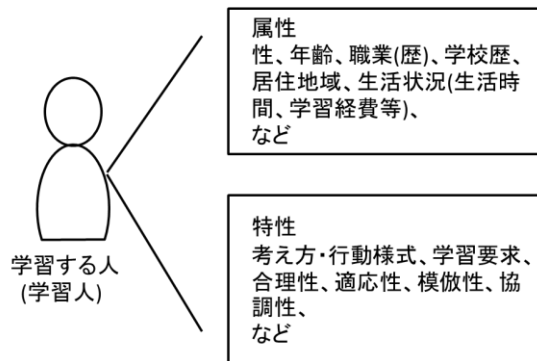 属性
性、年齢、職業(歴)、学校歴、
居住地域、生活状況(生活時
間、学習経費等)、
など
学習する人
(学習人)
特性
考え方・行動様式、学習要求、
合理性、適応性、模倣性、協
調性、
など